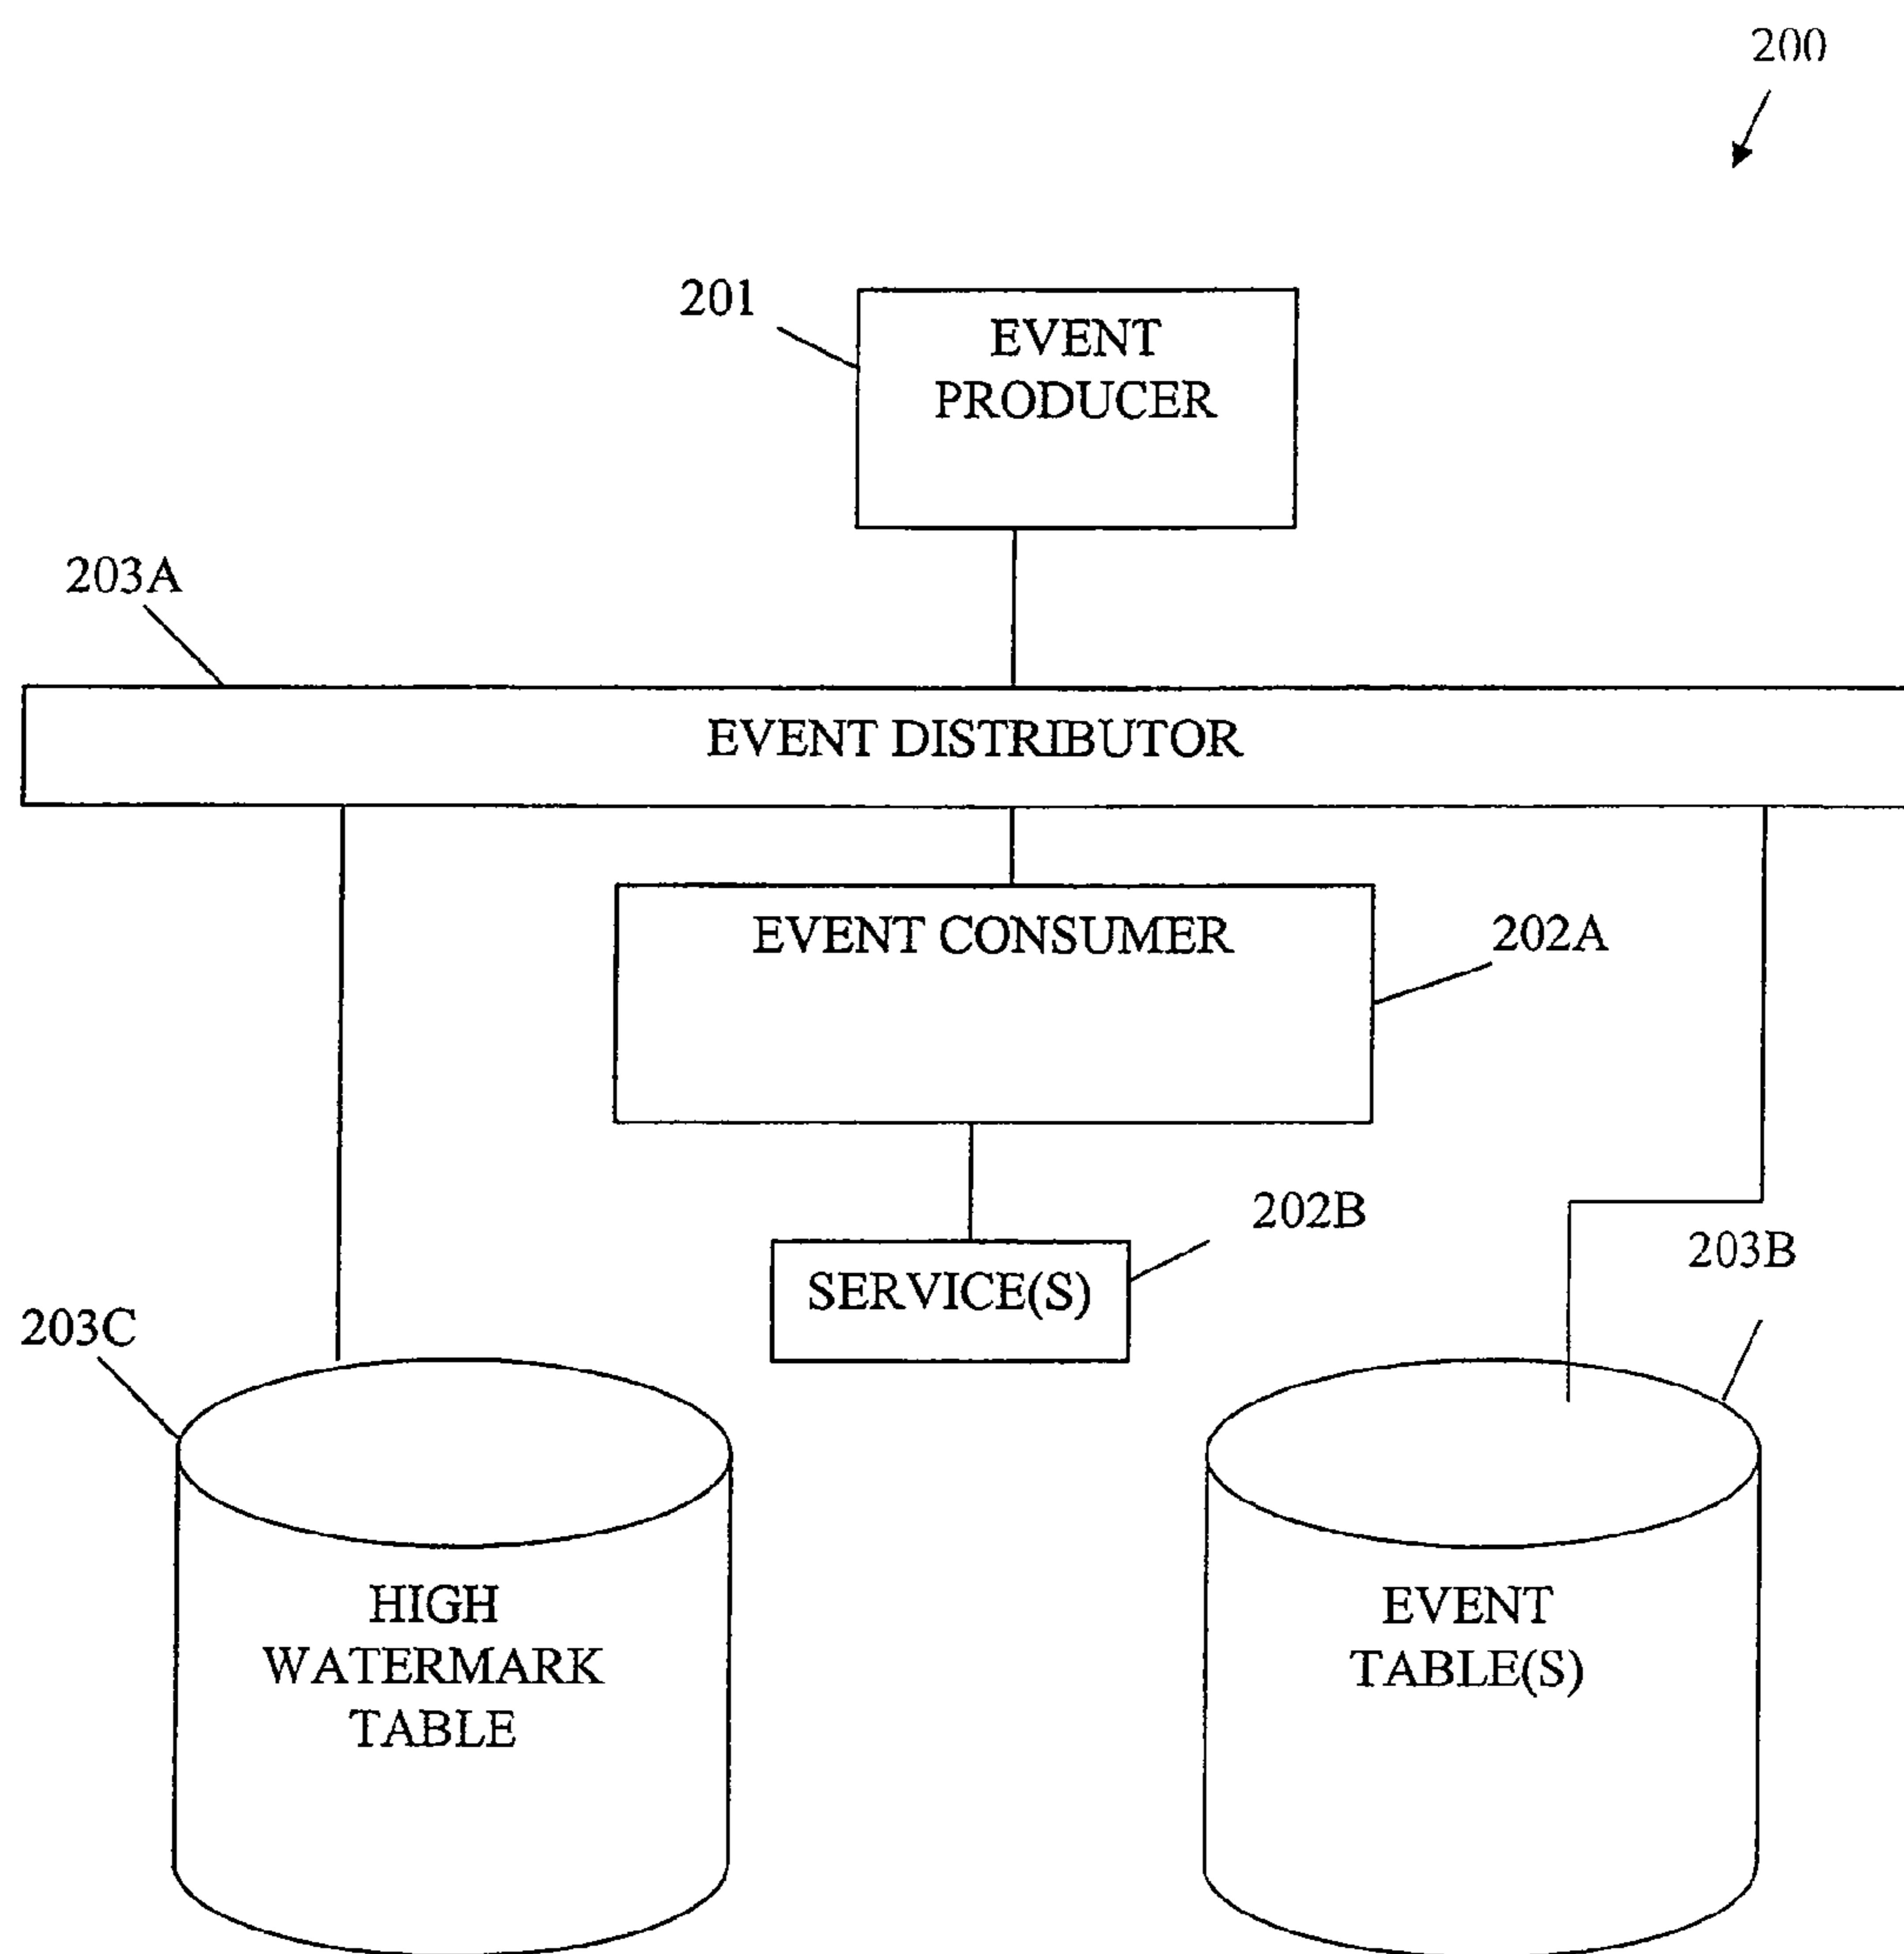 200
201
EVENT
PRODUCER
203A
EVENT DISTRIBUTOR
EVENT CONSUMER
202A
202B
SERVICE(S)
203B
203C
HIGH
WATERMARK
TABLE
EVENT
TABLE(S)